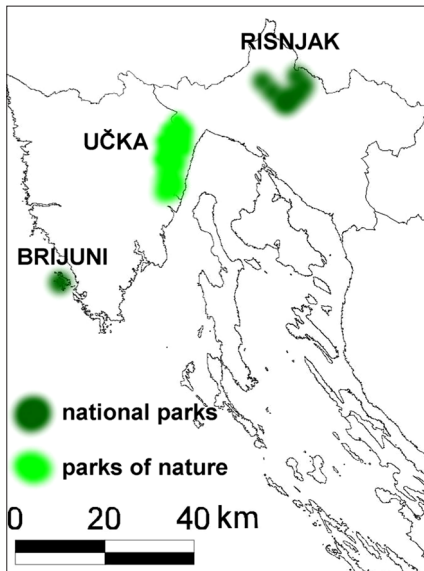 RISNJAK
UČKA
BRIJUNI
national parks
parks of nature
0 20 40 km